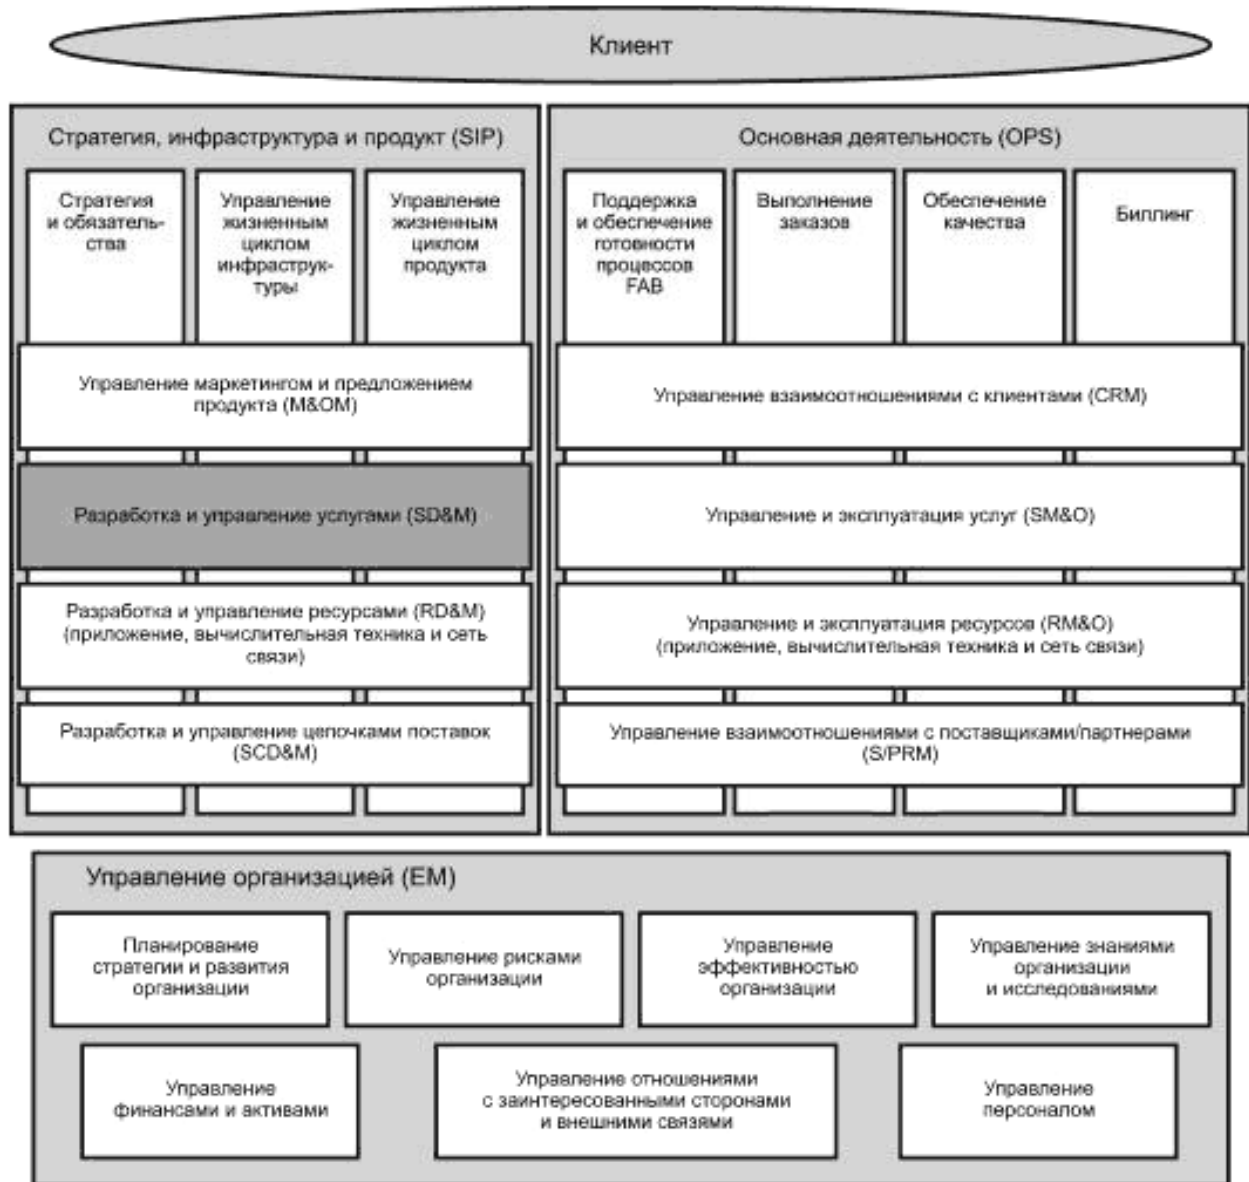 Клиент
Стратегия, инфраструктура и продукт (SIP)
Стратегия
и обязатель-
ства
Управление
жизненным
циклом
инфраструк-
туры
Управление
жизненным
циклом
продукта
Управление маркетингом и предложением
продукта (M&OM)
Разработка и управление услугами (SD&M)
Разработка и управление ресурсами (RD&M)
(приложение, вычислительная техника и сеть
связи)
Разработка и управление цепочками поставок
(SCD&M)
Основная деятельность (OPS)
Поддержка
и обеспечение
готовности
процессов
FAB
Выполнение
заказов
Обеспечение
качества
Биллинг
Управление взаимоотношениями с клиентами (CRM)
Управление и эксплуатация услуг (SM&O)
Управление и эксплуатация ресурсов (RM&O)
(приложение, вычислительная техника и сеть связи)
Управление взаимоотношениями с поставщиками/партнерами
(S/PRM)
Управление организацией (EM)
Планирование
стратегии и развития
организации
Управление рисками
организации
Управление
эффективностью
организации
Управление знаниями
организации
и исследованиями
Управление
финансами и активами
Управление отношениями
с заинтересованными сторонами
и внешними связями
Управление
персоналом